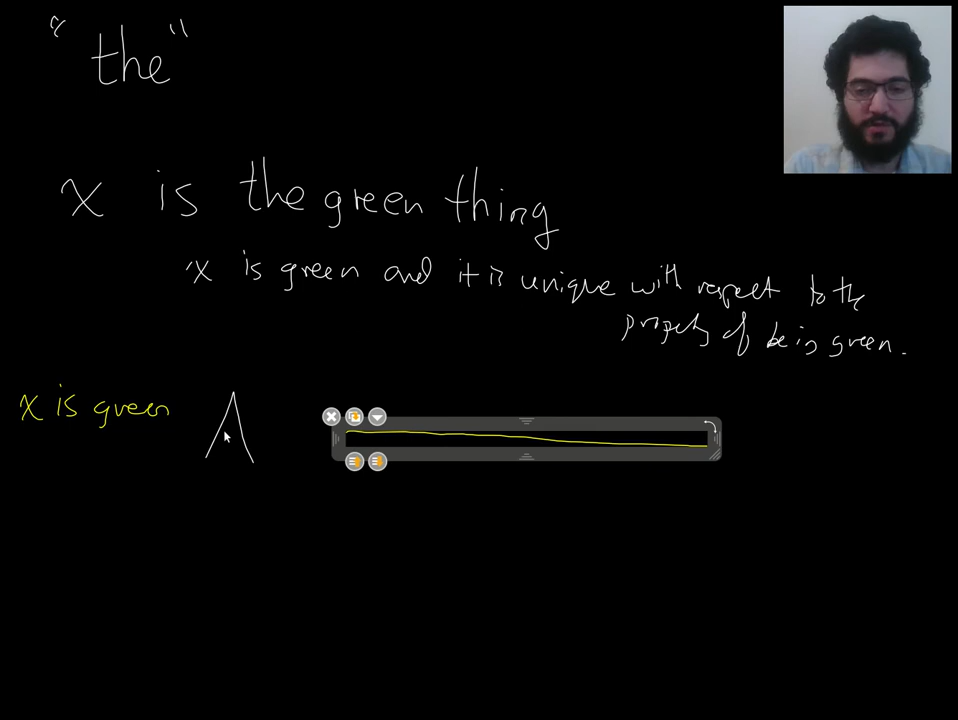 "the"
x is the green thing
x is green and it is unique with respect to the
property of being green.
x is green ∧